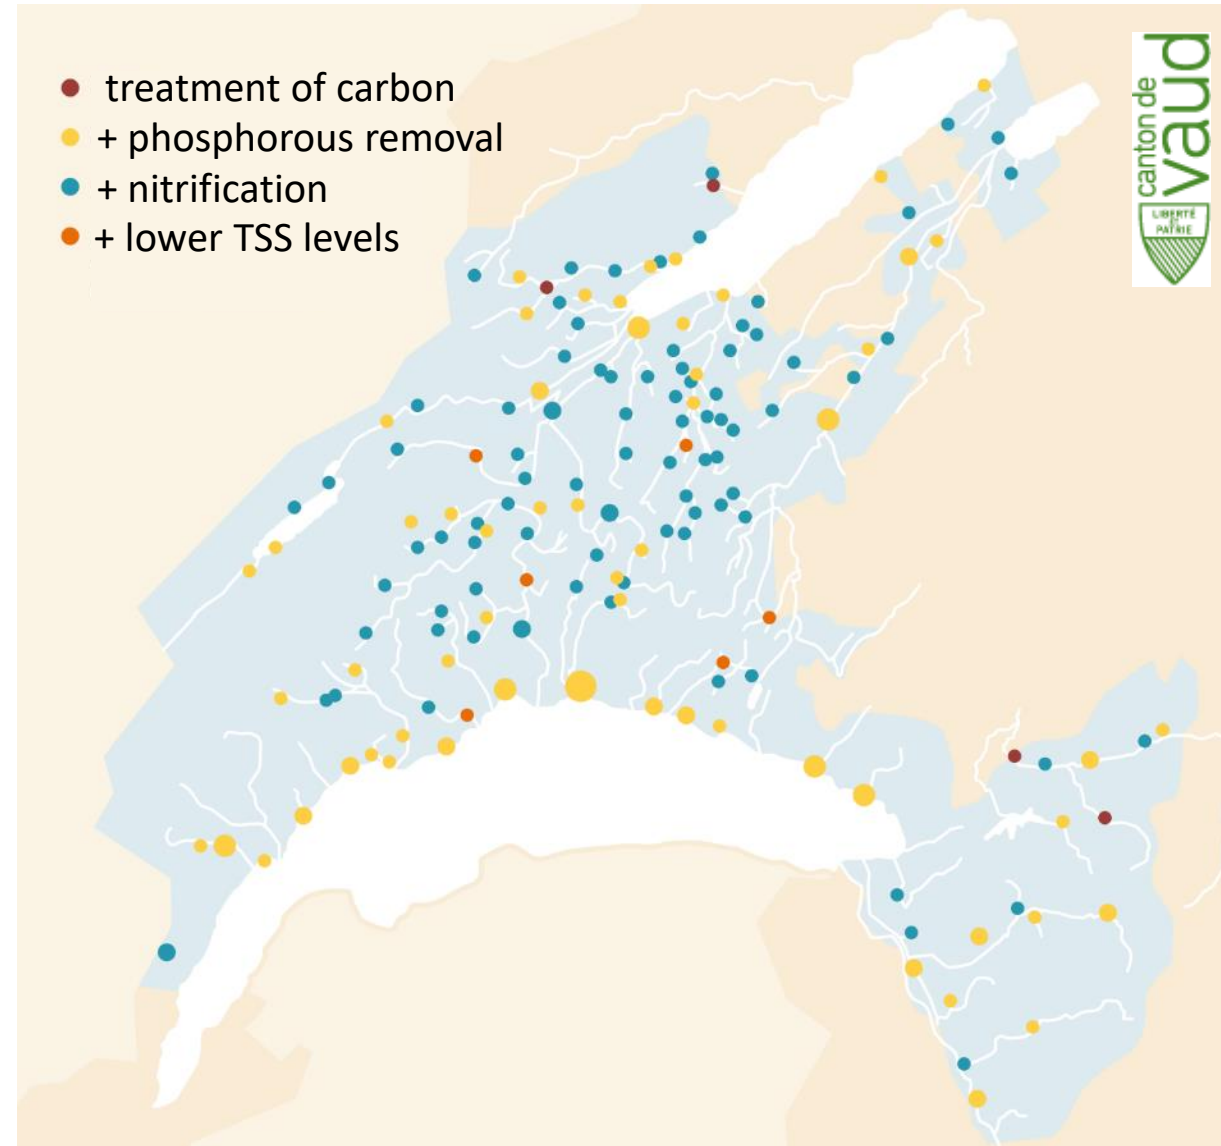 treatment of carbon
+ phosphorous removal
+ nitrification
+ lower TSS levels
canton de
vaud
LIBERTÉ
ET
PATRIE